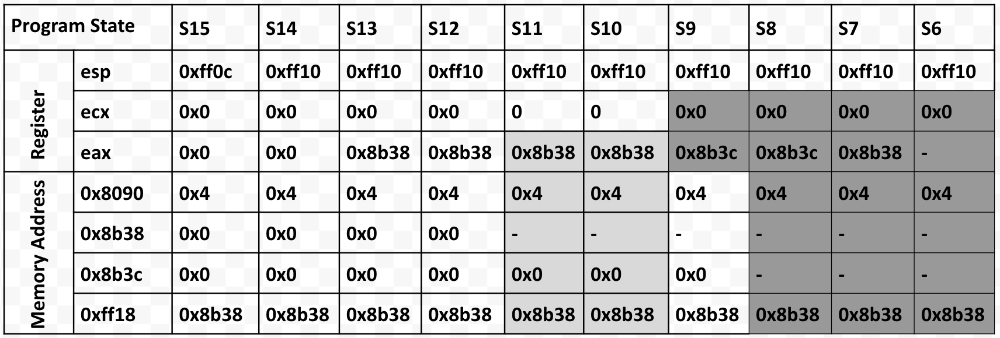 Program State S15 S14 S13 S12 S11 S10 S9 S8 S7 S6
Register
esp 0xff0c 0xff10 0xff10 0xff10 0xff10 0xff10 0xff10 0xff10 0xff10 0xff10
ecx 0x0 0x0 0x0 0x0 0 0 0x0 0x0 0x0 0x0
eax 0x0 0x0 0x8b38 0x8b38 0x8b38 0x8b38 0x8b3c 0x8b3c 0x8b38 -
Memory Address
0x8090 0x4 0x4 0x4 0x4 0x4 0x4 0x4 0x4 0x4 0x4
0x8b38 0x0 0x0 0x0 0x0 - - - - - -
0x8b3c 0x0 0x0 0x0 0x0 0x0 0x0 0x0 - - -
0xff18 0x8b38 0x8b38 0x8b38 0x8b38 0x8b38 0x8b38 0x8b38 0x8b38 0x8b38 0x8b38